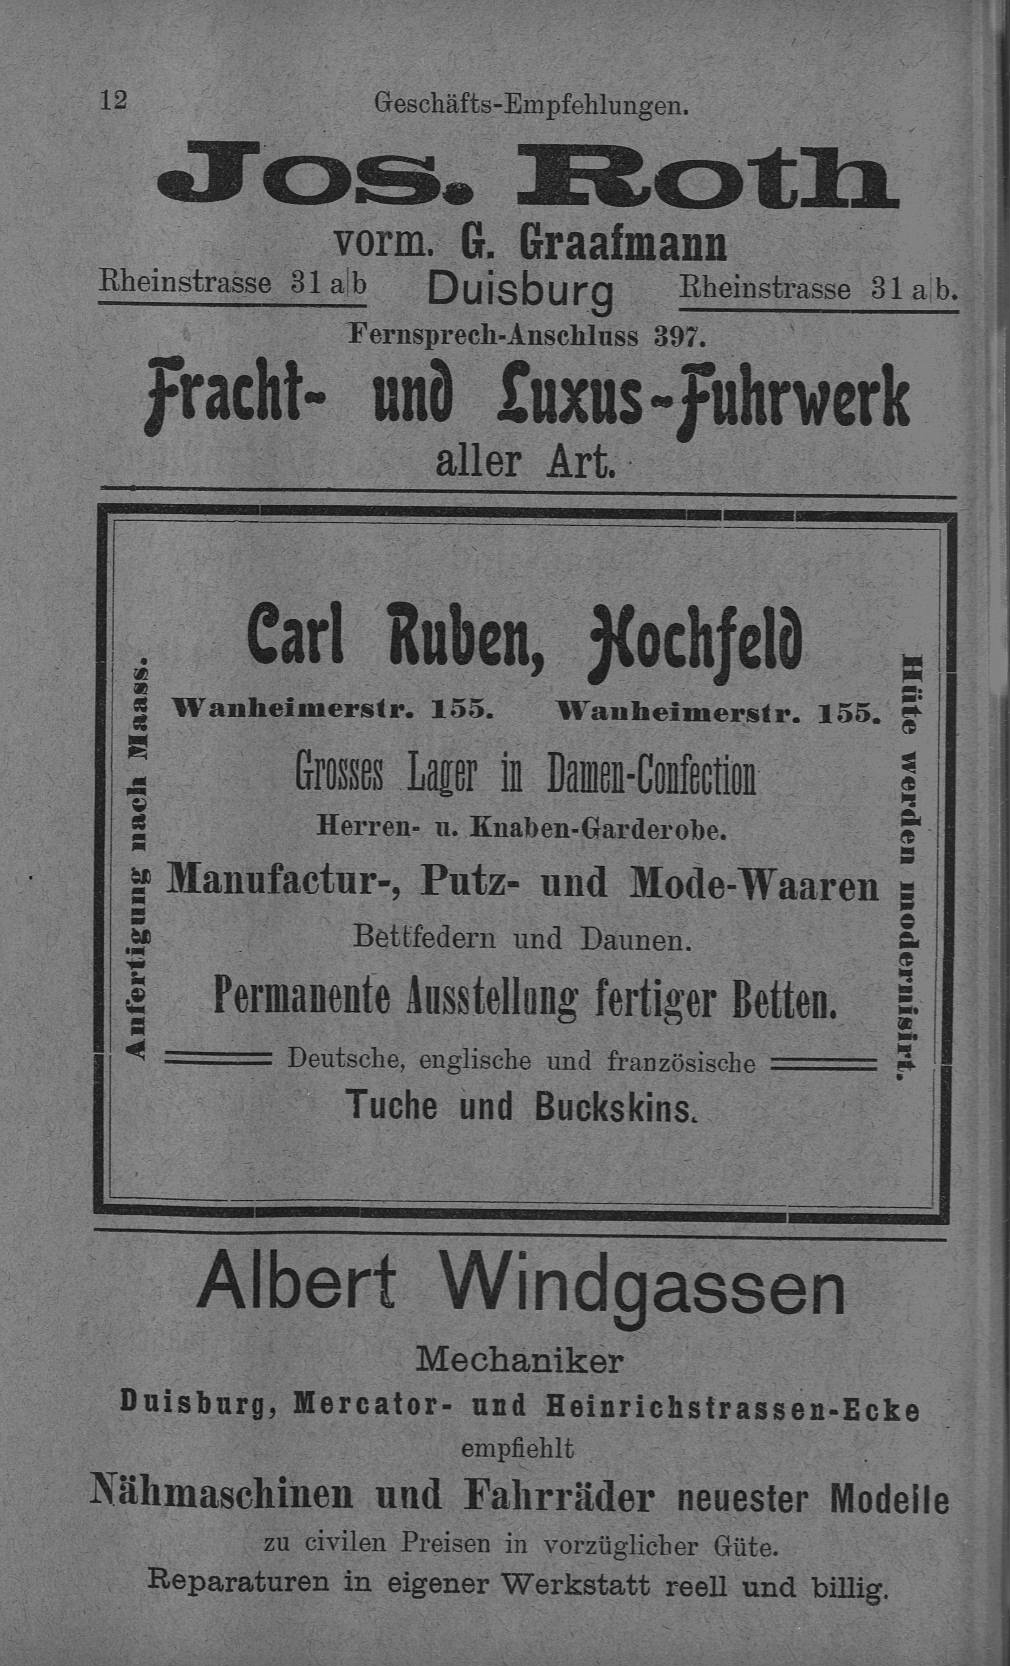 12
Geschäfts-Empfehlungen.
Jos. Roth
vorm. G. Graafmann
Rheinstrasse 31 a|b Duisburg Rheinstrasse 31 a|b.
Fernsprech-Anschluss 397.
Fracht- und Luxus-Fuhrwerk
aller Art.
Anfertigung nach Maass.
Carl Ruben, Hochfeld
Wanheimerstr. 155. Wanheimerstr. 155.
Grosses Lager in Damen-Confection
Herren- u. Knaben-Garderobe.
Manufactur-, Putz- und Mode-Waaren
Bettfedern und Daunen.
Permanente Ausstellung fertiger Betten.
Deutsche, englische und französische
Tuche und Buckskins.
Hüte werden modernisirt.
Albert Windgassen
Mechaniker
Duisburg, Mercator- und Heinrichstrassen-Ecke
empfiehlt
Nähmaschinen und Fahrräder neuester Modelle
zu civilen Preisen in vorzüglicher Güte.
Reparaturen in eigener Werkstatt reell und billig.